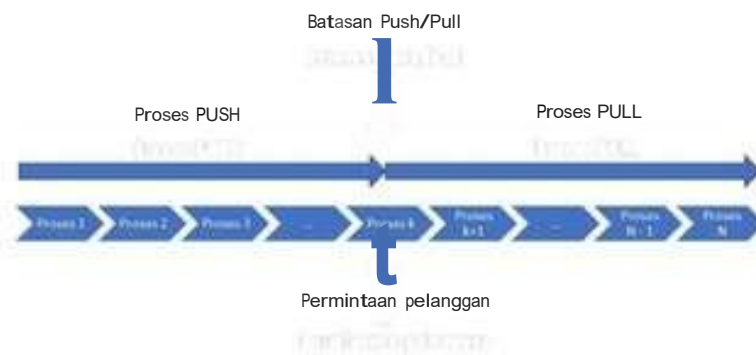 Batasan Push/Pull
Proses PUSH
Proses PULL
Proses 1
Proses 2
Proses 3
...
Proses k
Proses
k+1
...
Proses
N - 1
Proses
N
Permintaan pelanggan